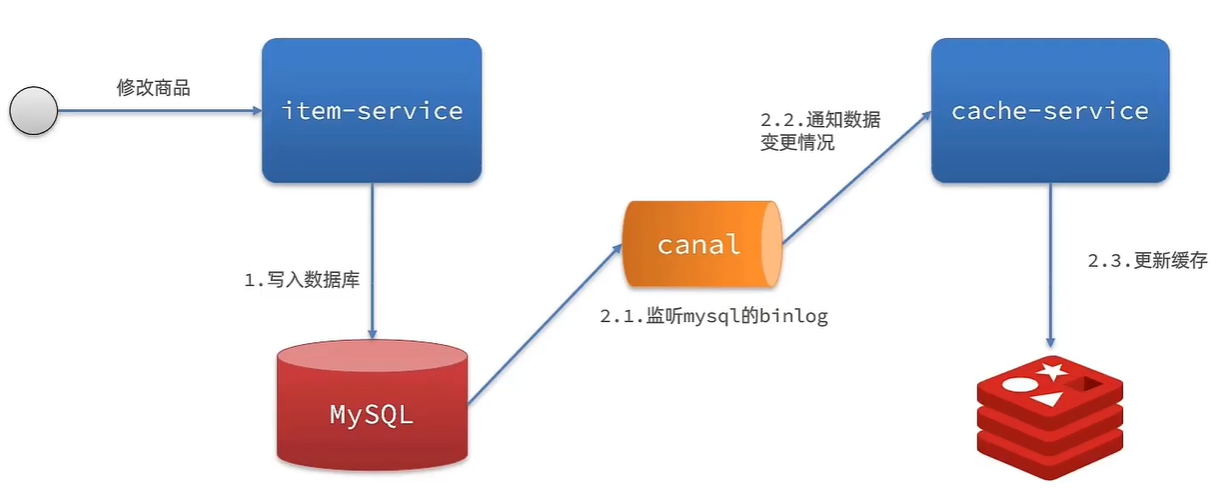 修改商品
item-service
cache-service
2.2.通知数据
变更情况
canal
1.写入数据库
2.1.监听mysql的binlog
2.3.更新缓存
MySQL